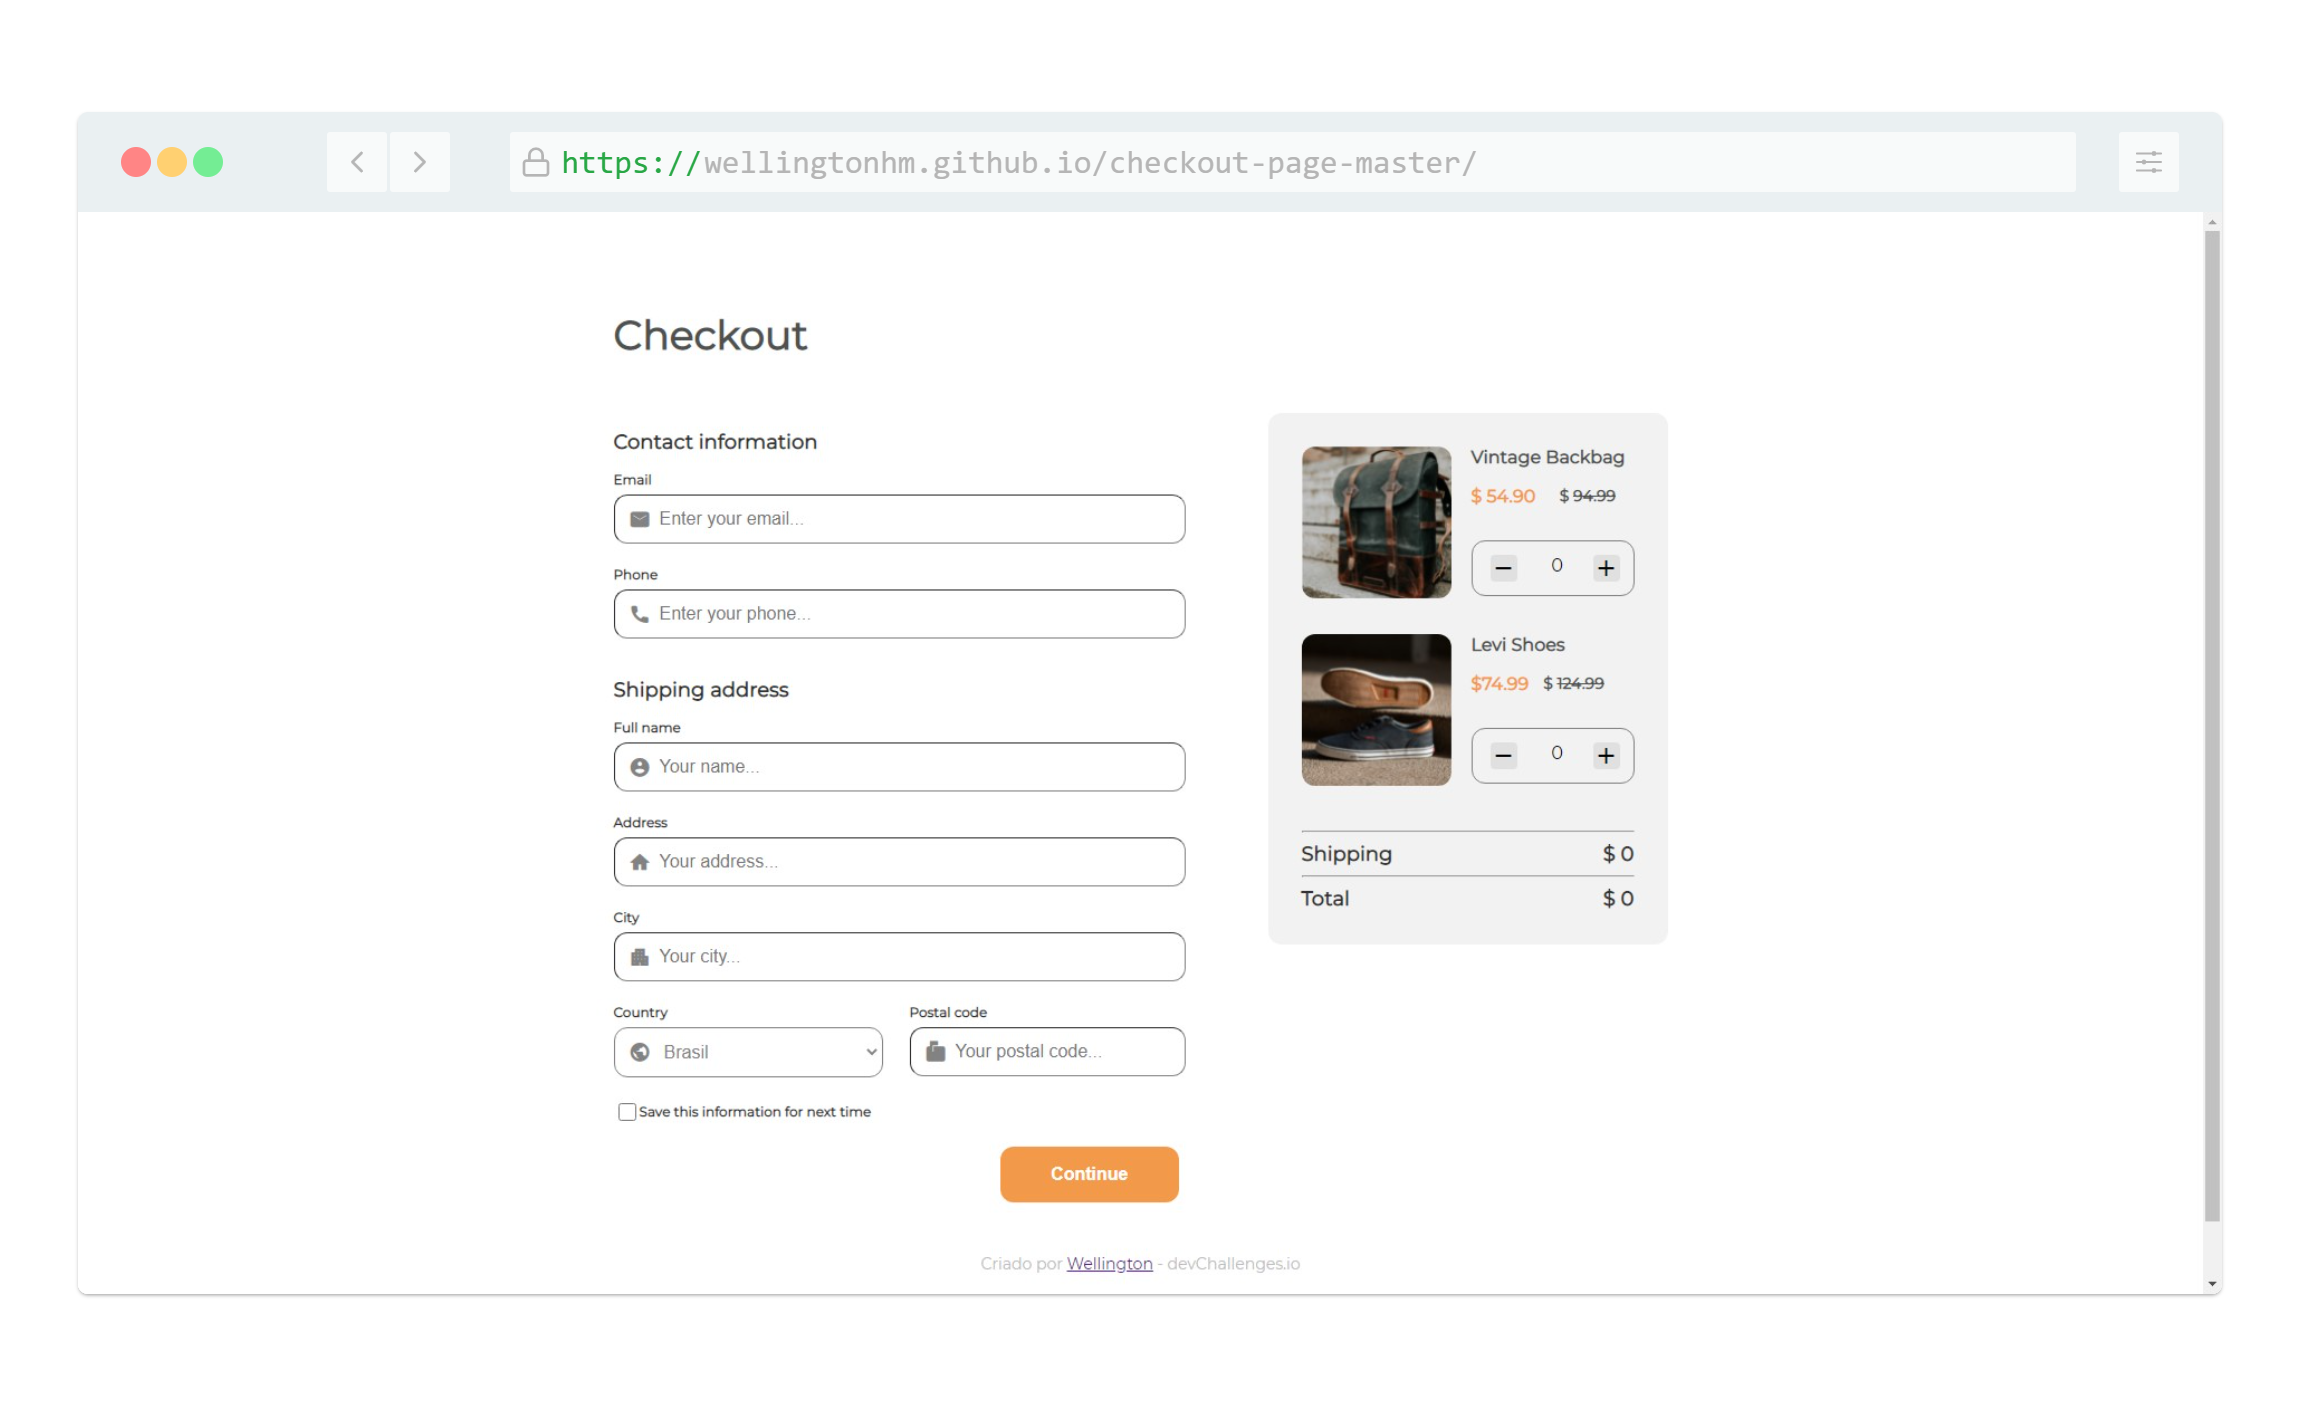 https://wellingtonhm.github.io/checkout-page-master/
Checkout
Contact information
Email
Enter your email...
Phone
Enter your phone...
Shipping address
Full name
Your name...
Address
Your address...
City
Your city...
Country
Postal code
Brasil
Your postal code...
Save this information for next time
Continue
Vintage Backbag
$ 54.90 $ 94.99
0
Levi Shoes
$74.99 $ 124.99
0
Shipping $ 0
Total $ 0
Criado por Wellington - devChallenges.io